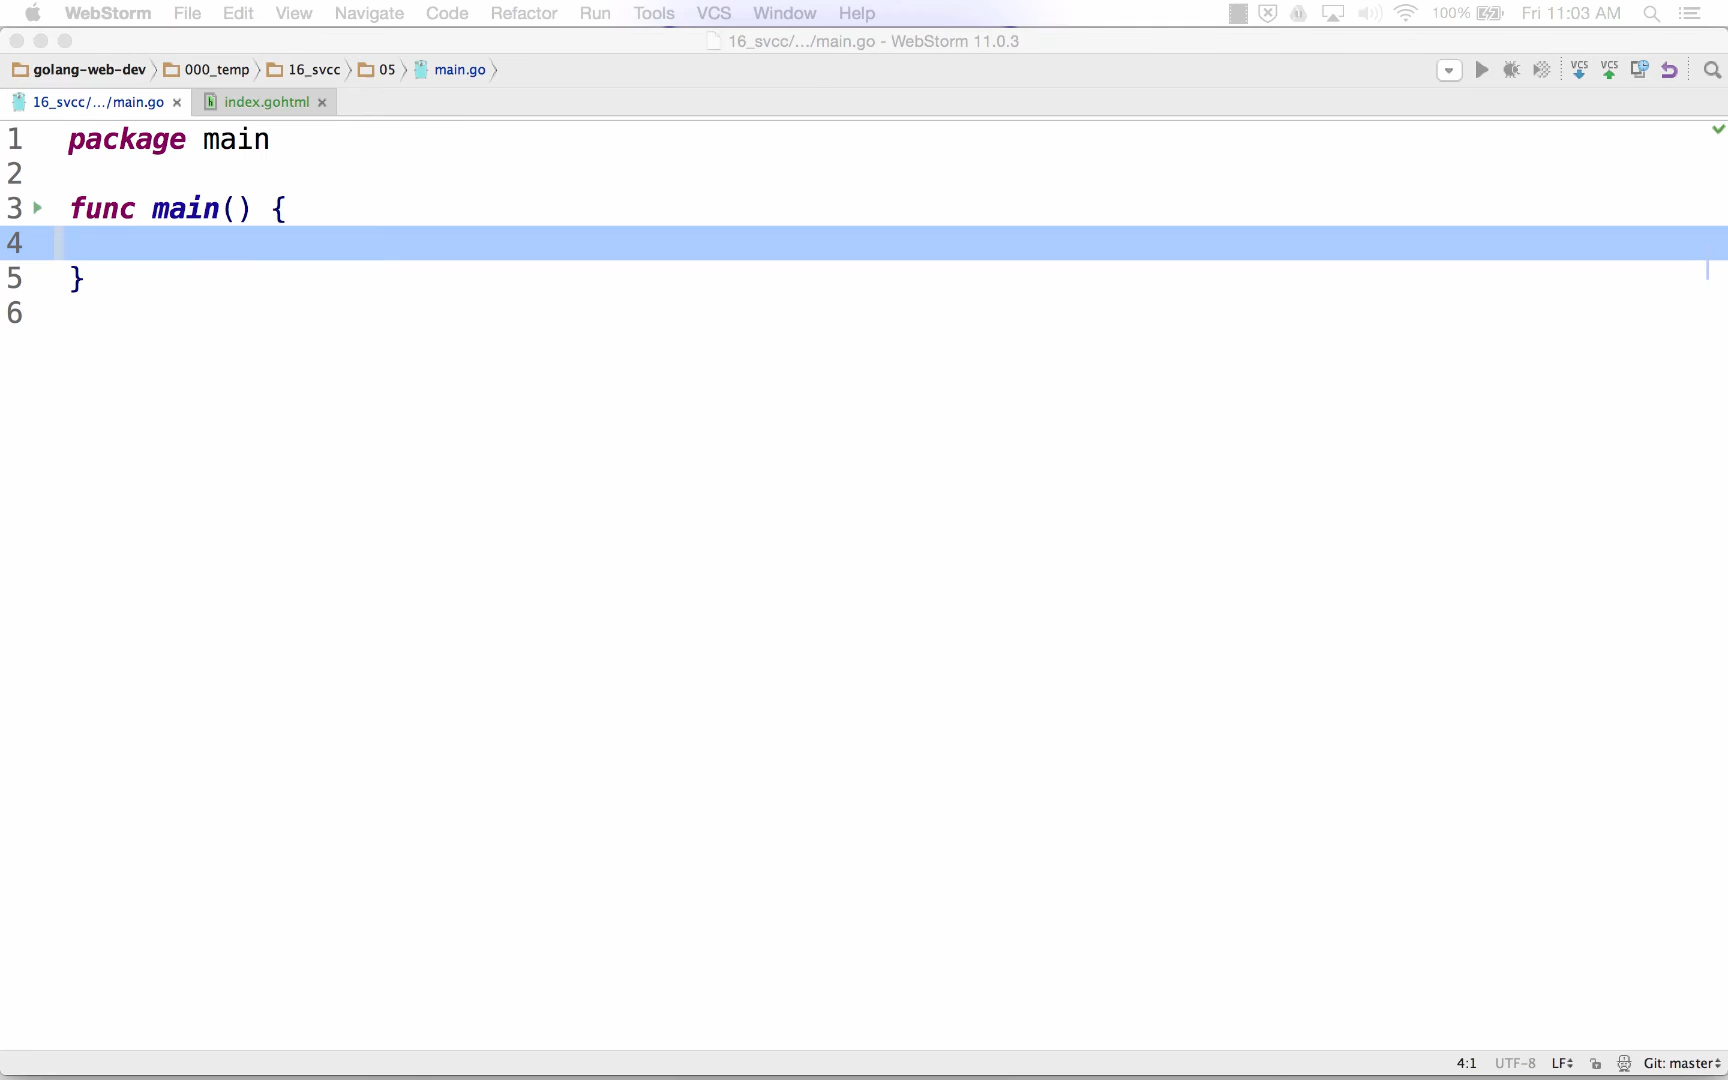 WebStorm File Edit View Navigate Code Refactor Run Tools VCS Window Help 100% Fri 11:03 AM
16_svcc/.../main.go - WebStorm 11.0.3
golang-web-dev 000_temp 16_svcc 05 main.go VCS VCS
16_svcc/.../main.go index.gohtml
1 package main
2
3 func main() {
4
5 }
6
4:1 UTF-8 LF Git: master